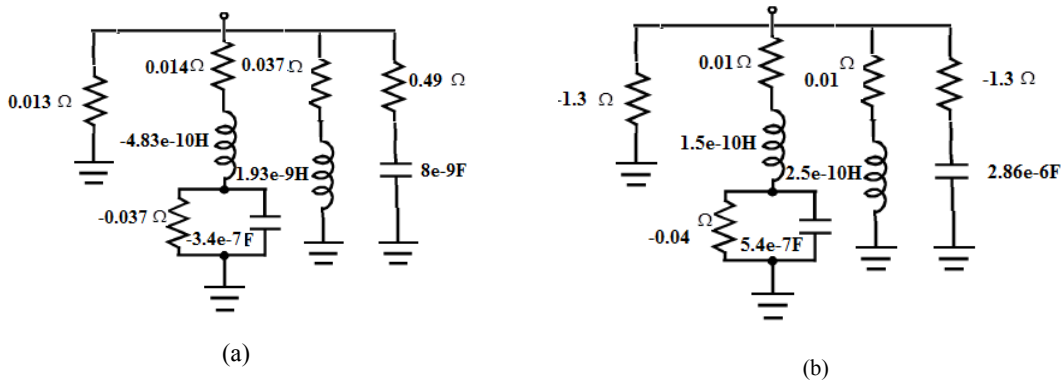 0.014Ω
0.037Ω
0.013 Ω
0.49 Ω
-4.83e-10H
1.93e-9H
8e-9F
-0.037 Ω
-3.4e-7F
(a)
0.01Ω
Ω
0.01
-1.3 Ω
-1.3 Ω
1.5e-10H
2.5e-10H
2.86e-6F
Ω
-0.04
5.4e-7F
(b)